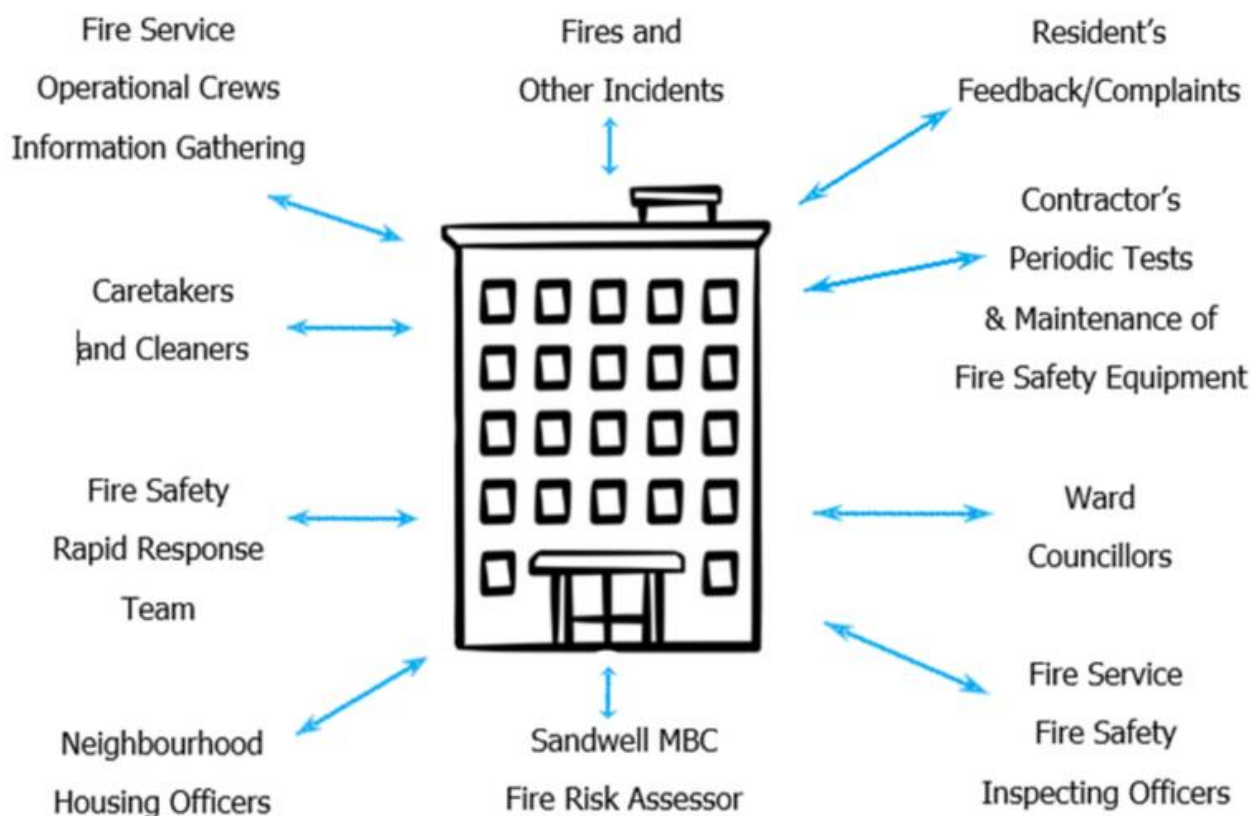 Fire Service
Operational Crews
Information Gathering
Fires and
Other Incidents
Resident's
Feedback/Complaints
Contractor's
Periodic Tests
& Maintenance of
Fire Safety Equipment
Caretakers
and Cleaners
Fire Safety
Rapid Response
Team
Ward
Councillors
Neighbourhood
Housing Officers
Sandwell MBC
Fire Risk Assessor
Fire Service
Fire Safety
Inspecting Officers